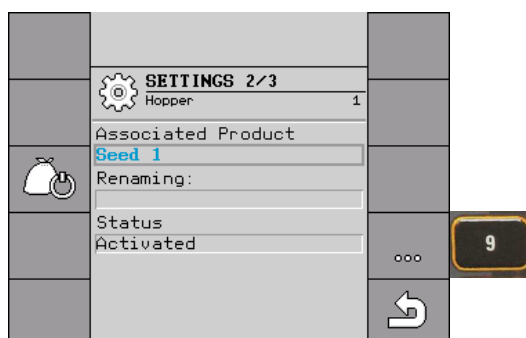 SETTINGS 2/3
Hopper 1
Associated Product
Seed 1
Renaming:
Status
Activated
ooo
9